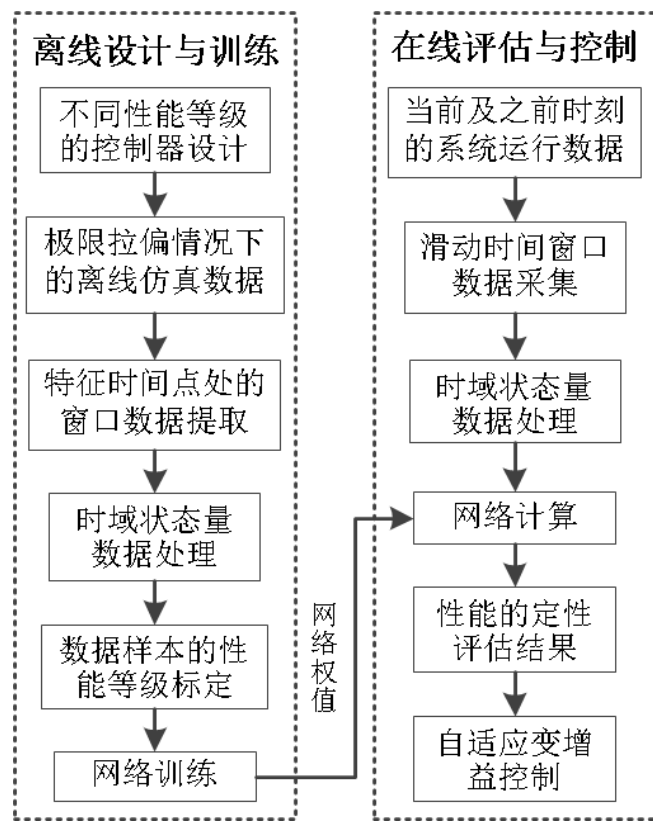 离线设计与训练
不同性能等级
的控制器设计
极限拉偏情况下
的离线仿真数据
特征时间点处的
窗口数据提取
时域状态量
数据处理
数据样本的性
能等级标定
网络训练
网络权值
在线评估与控制
当前及之前时刻
的系统运行数据
滑动时间窗口
数据采集
时域状态量
数据处理
网络计算
性能的定性
评估结果
自适应变增
益控制